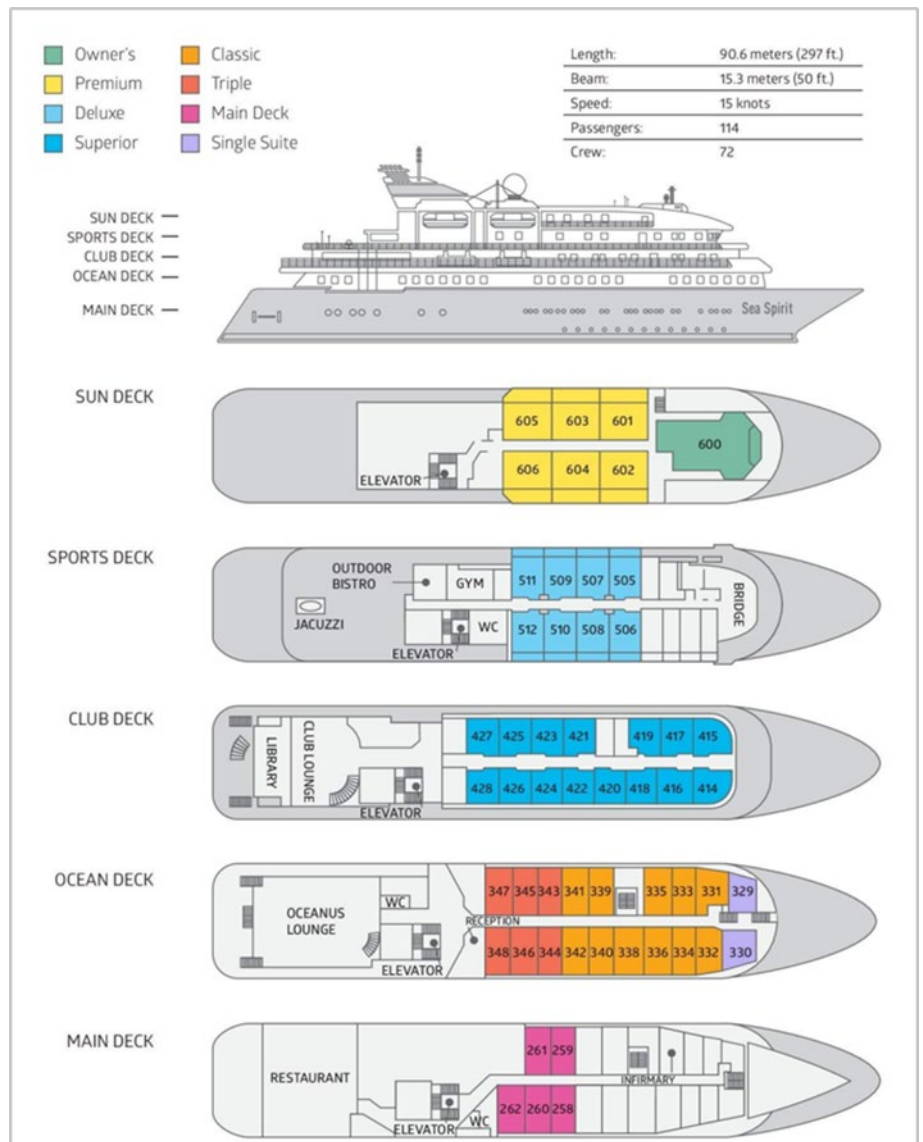 Owner's
Premium
Deluxe
Superior
Classic
Triple
Main Deck
Single Suite
Length: 90.6 meters (297 ft.)
Beam: 15.3 meters (50 ft.)
Speed: 15 knots
Passengers: 114
Crew: 72
SUN DECK
SPORTS DECK
CLUB DECK
OCEAN DECK
MAIN DECK
Sea Spirit
SUN DECK
605 603 601
600
ELEVATOR
606 604 602
SPORTS DECK
OUTDOOR
BISTRO
GYM
511 509 507 505
BRIDGE
JACUZZI
WC
512 510 508 506
ELEVATOR
CLUB DECK
LIBRARY
CLUB LOUNGE
427 425 423 421 419 417 415
428 426 424 422 420 418 416 414
ELEVATOR
OCEAN DECK
347 345 343 341 339 335 333 331 329
WC
OCEANUS
LOUNGE
RECEPTION
348 346 344 342 340 338 336 334 332 330
ELEVATOR
MAIN DECK
261 259
RESTAURANT
INFIRMARY
262 260 258
WC
ELEVATOR